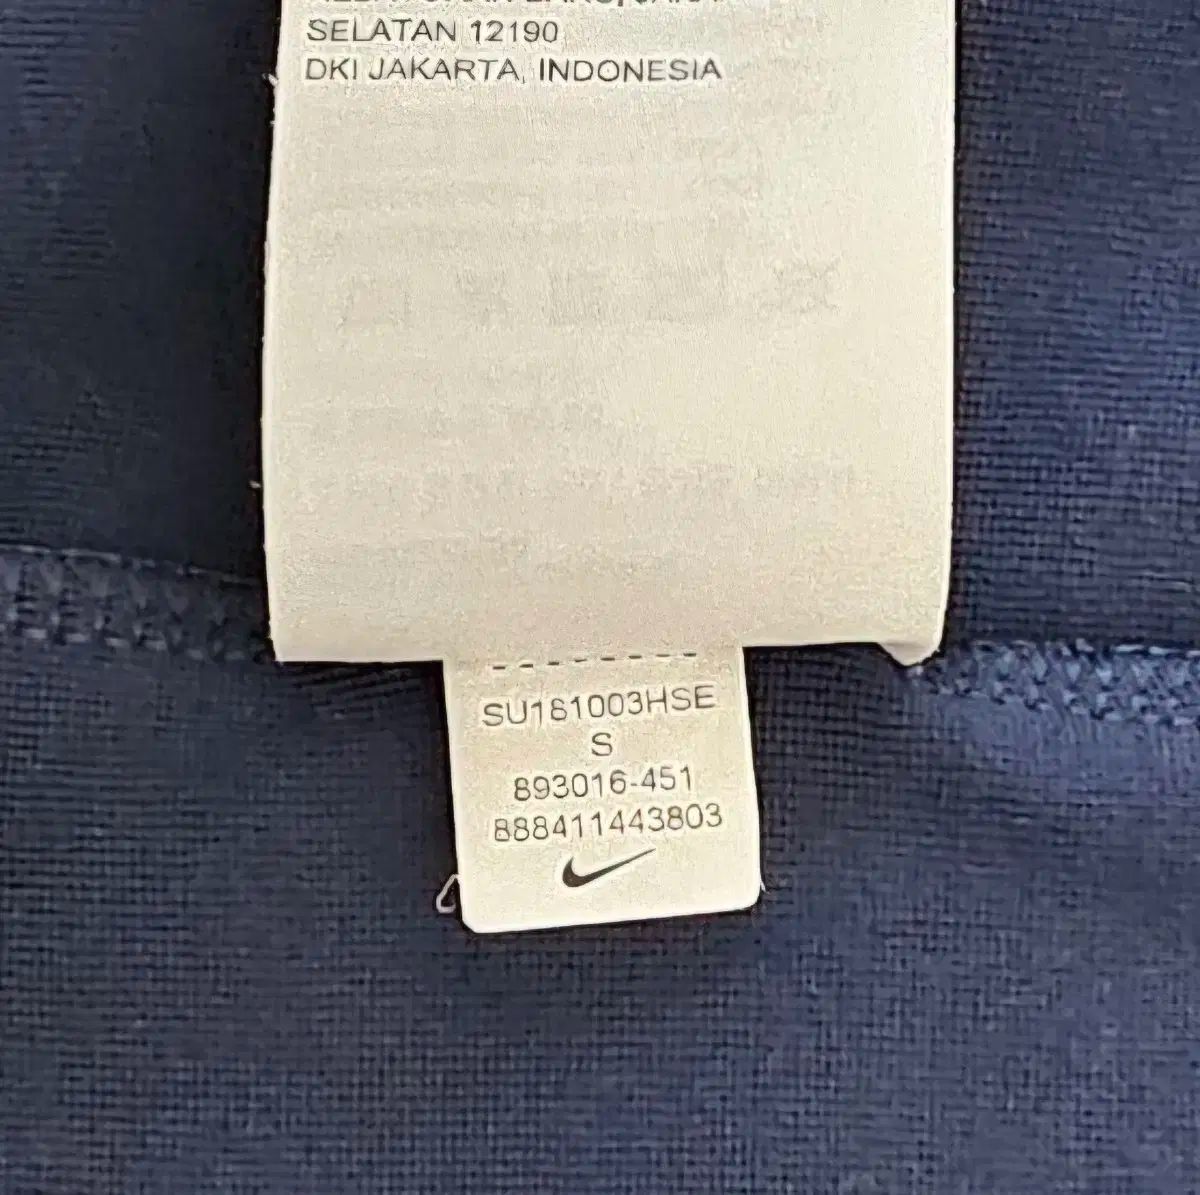 SELATAN 12190
DKI JAKARTA, INDONESIA
SU181003HSE
S
893016-451
888411443803